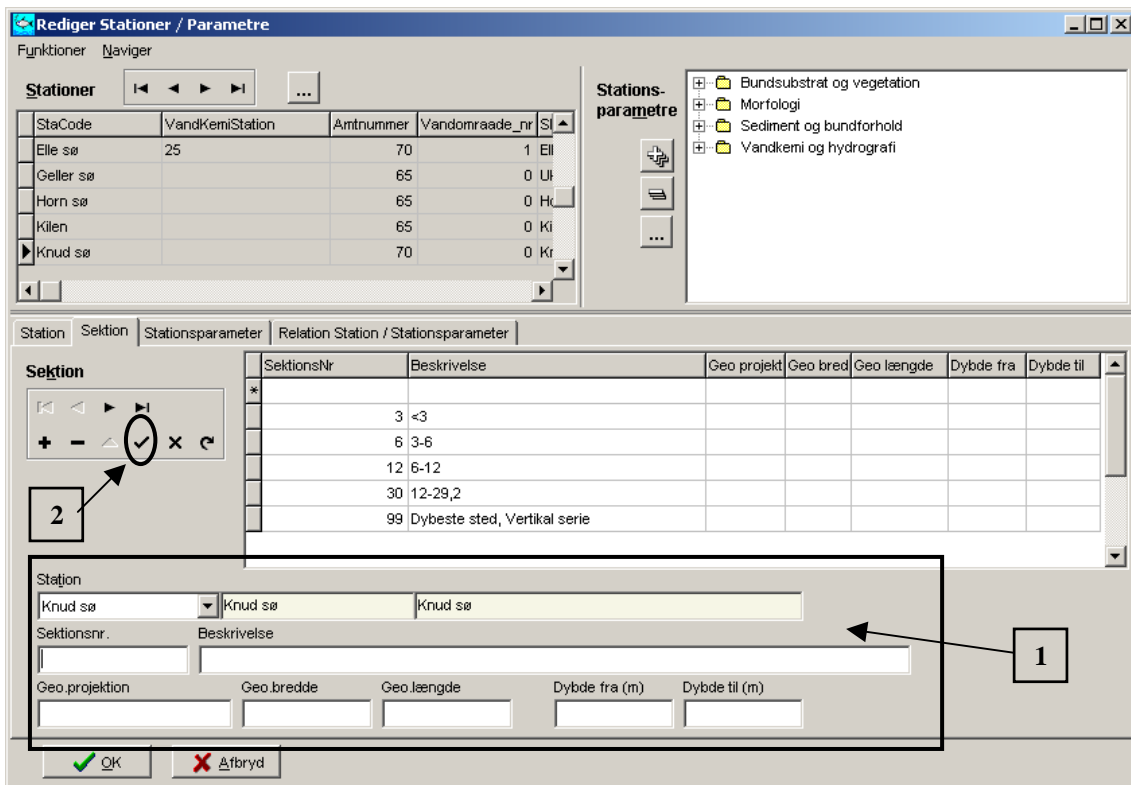 Rediger Stationer / Parametre
Funktioner Naviger
Stationer
...
StaCode VandKemiStation Amtnummer Vandomraade_nr
Elle sø 25 70 1
Geller sø 65 0
Horn sø 65 0 Ho
Kilen 65 0 Ki
Knud sø 70 0 Kr
Stations-
parametre
...
Bundsubstrat og vegetation
Morfologi
Sediment og bundforhold
Vandkemi og hydrografi
Station Sektion Stationsparameter Relation Station / Stationsparameter
Sektion
SektionsNr Beskrivelse Geo projekt Geo bred Geo længde Dybde fra Dybde til
*
3 <3
6 3-6
12 6-12
30 12-29,2
99 Dybeste sted, Vertikal serie
2
Station
Knud sø Knud sø Knud sø
Sektionsnr. Beskrivelse
1
Geo.projektion Geo.bredde Geo.længde Dybde fra (m) Dybde til (m)
OK Afbryd